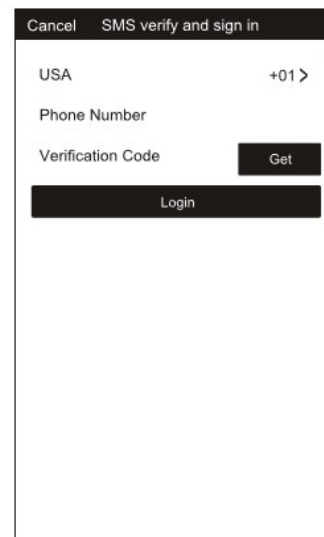 Cancel SMS verify and sign in
USA +01 >
Phone Number
Verification Code Get
Login